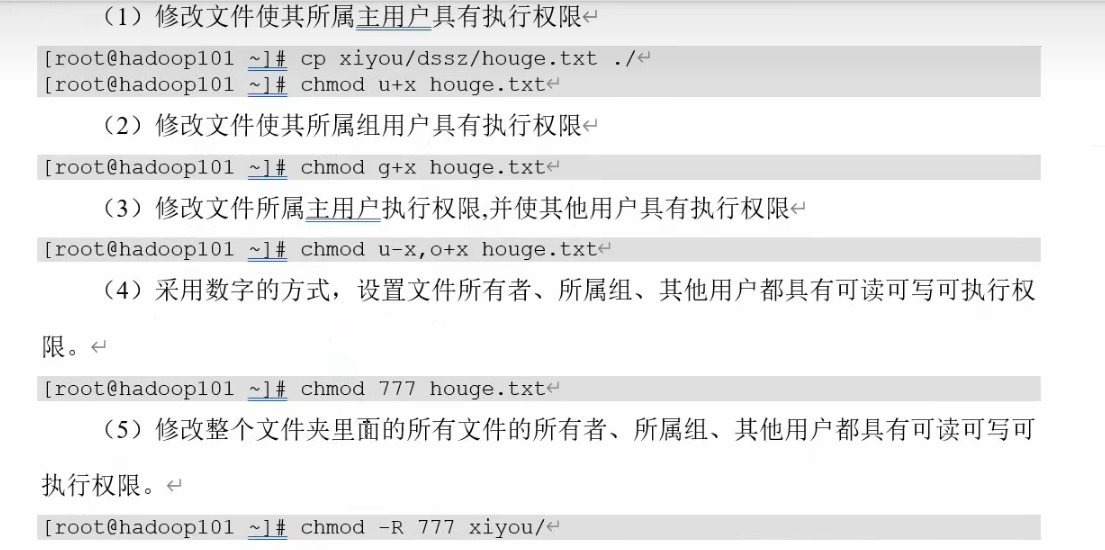 （1）修改文件使其所属主用户具有执行权限↵
[root@hadoop101 ~]# cp xiyou/dssz/houge.txt ./↵
[root@hadoop101 ~]# chmod u+x houge.txt↵
（2）修改文件使其所属组用户具有执行权限↵
[root@hadoop101 ~]# chmod g+x houge.txt↵
（3）修改文件所属主用户执行权限,并使其他用户具有执行权限↵
[root@hadoop101 ~]# chmod u-x,o+x houge.txt↵
（4）采用数字的方式，设置文件所有者、所属组、其他用户都具有可读可写可执行权
限。↵
[root@hadoop101 ~]# chmod 777 houge.txt↵
（5）修改整个文件夹里面的所有文件的所有者、所属组、其他用户都具有可读可写可
执行权限。↵
[root@hadoop101 ~]# chmod -R 777 xiyou/↵